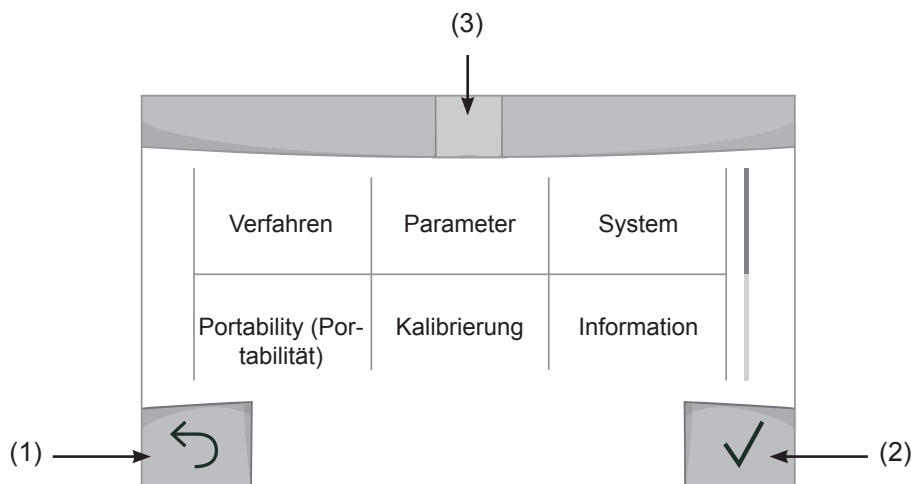 (3)
Verfahren Parameter System
Portability (Por-
tabilität) Kalibrierung Information
(1)
(2)